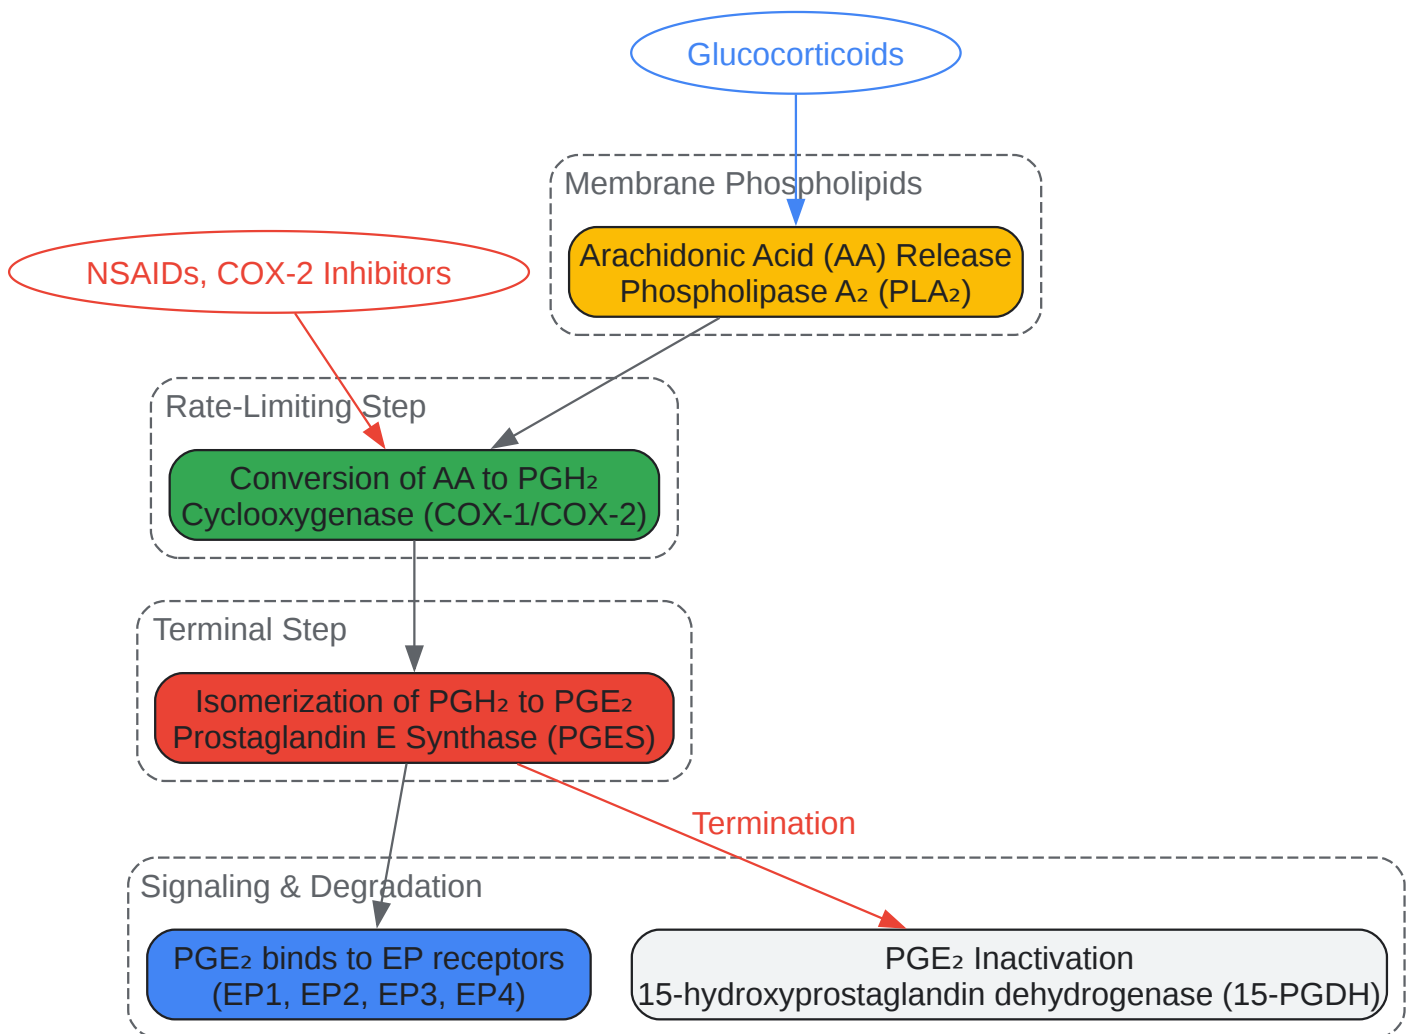 Glucocorticoids
Membrane Phospholipids
Arachidonic Acid (AA) Release
Phospholipase A₂ (PLA₂)
NSAIDs, COX-2 Inhibitors
Rate-Limiting Step
Conversion of AA to PGH₂
Cyclooxygenase (COX-1/COX-2)
Terminal Step
Isomerization of PGH₂ to PGE₂
Prostaglandin E Synthase (PGES)
Termination
Signaling & Degradation
PGE₂ binds to EP receptors
(EP1, EP2, EP3, EP4)
PGE₂ Inactivation
15-hydroxyprostaglandin dehydrogenase (15-PGDH)